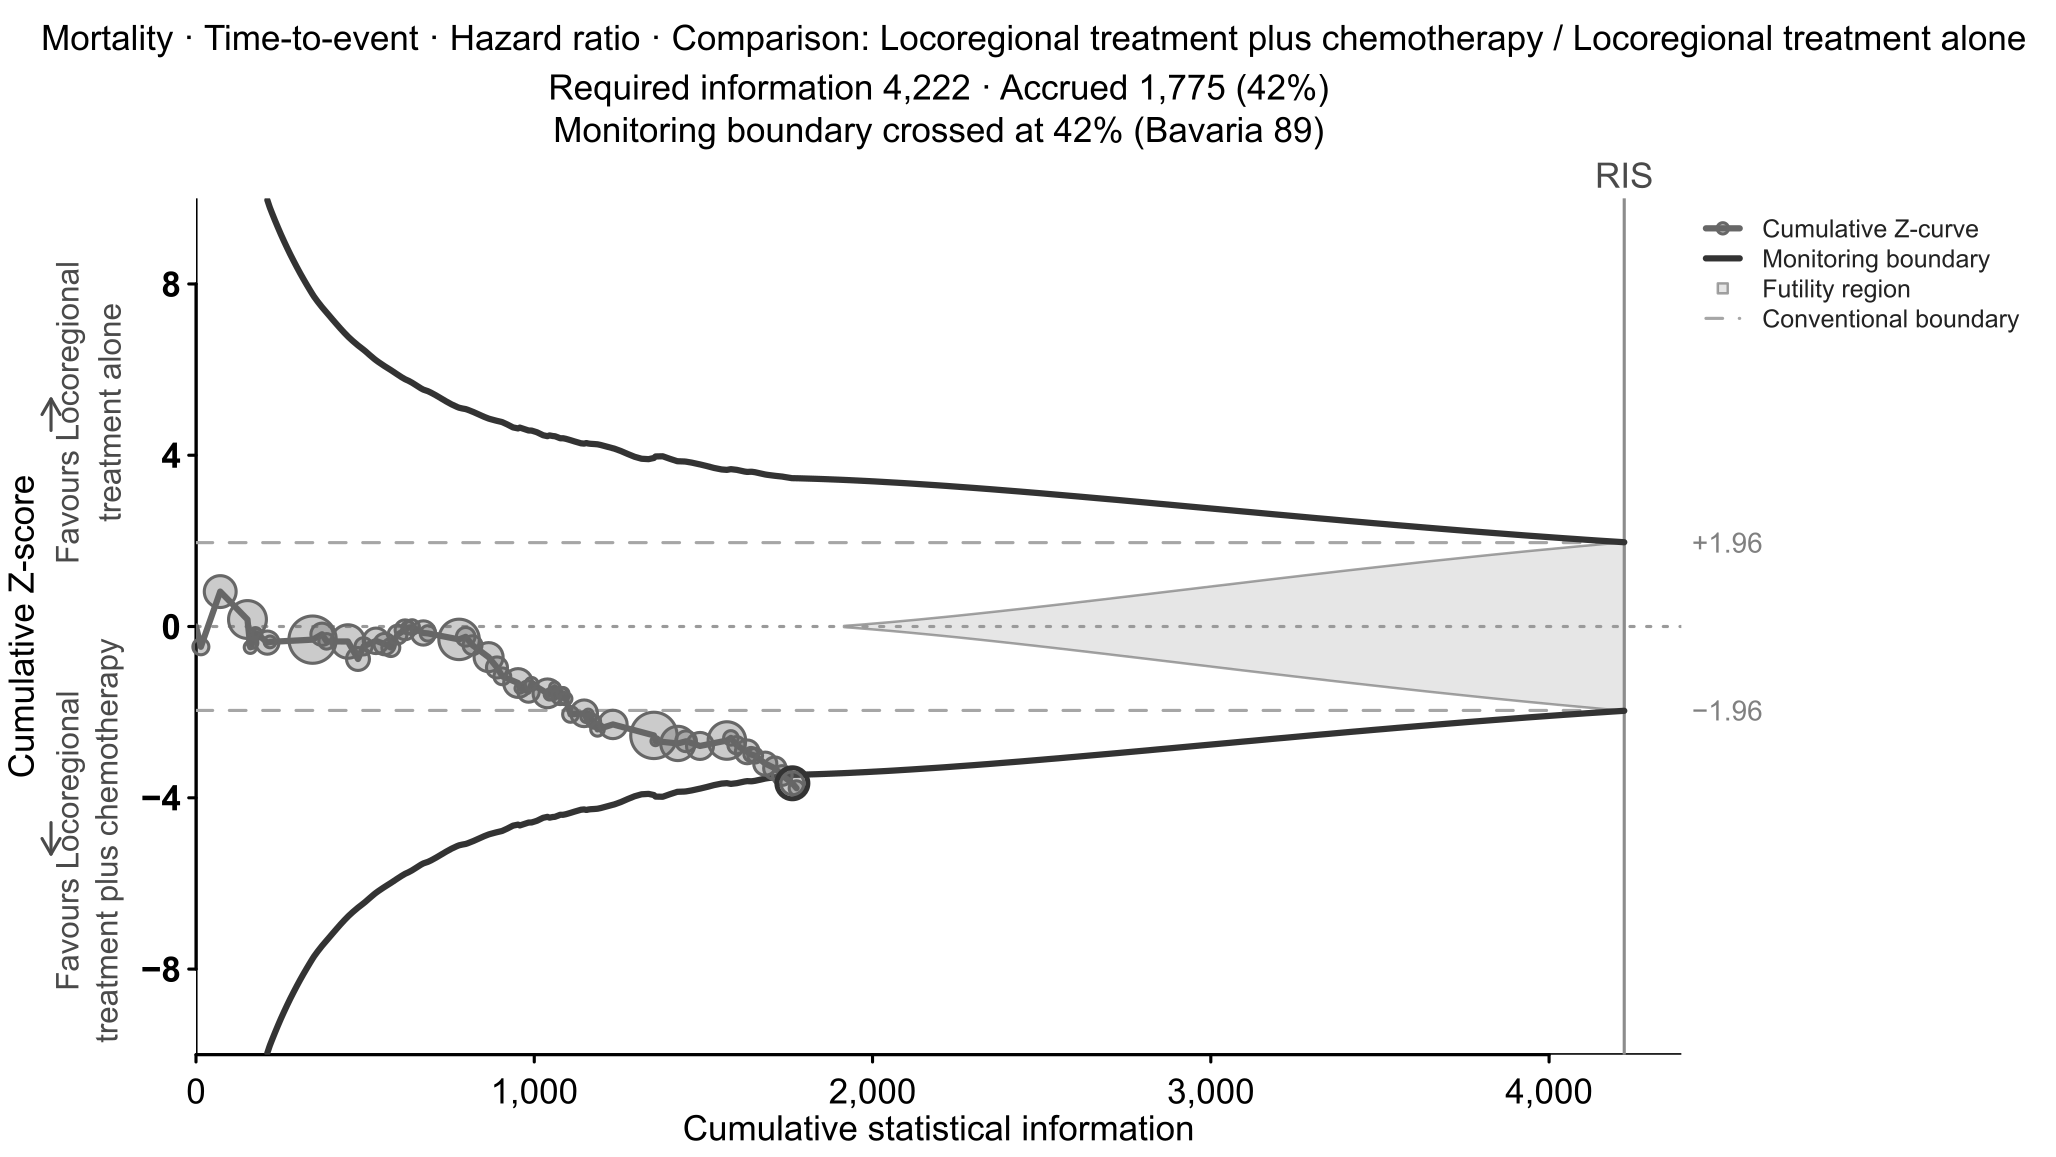 Mortality · Time-to-event · Hazard ratio · Comparison: Locoregional treatment plus chemotherapy / Locoregional treatment alone
Required information 4,222 · Accrued 1,775 (42%)
Monitoring boundary crossed at 42% (Bavaria 89)
RIS
Cumulative Z-curve
Monitoring boundary
Futility region
Conventional boundary
Cumulative Z-score
Favours Locoregional
treatment alone
Favours Locoregional
treatment plus chemotherapy
8
4
0
−4
−8
+1.96
−1.96
0
1,000
2,000
3,000
4,000
Cumulative statistical information